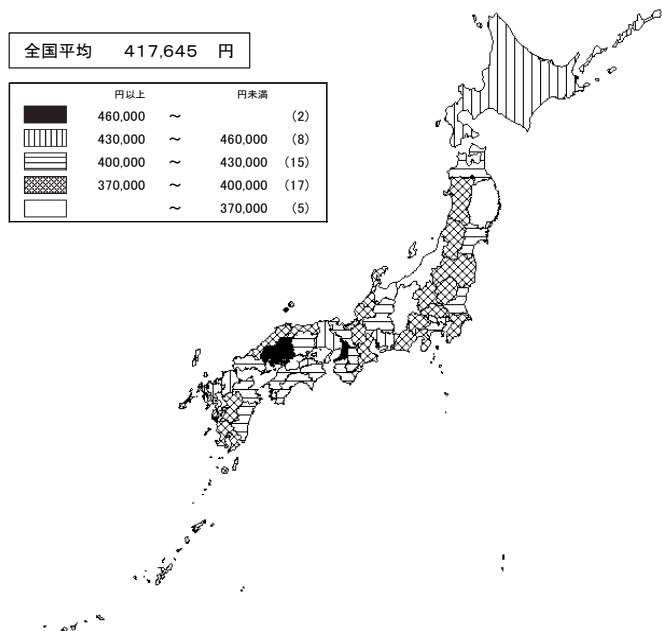 全国平均　　417,645　円
円以上　　円未満
460,000　～　　（2）
430,000　～　460,000　（8）
400,000　～　430,000　（15）
370,000　～　400,000　（17）
～　370,000　（5）